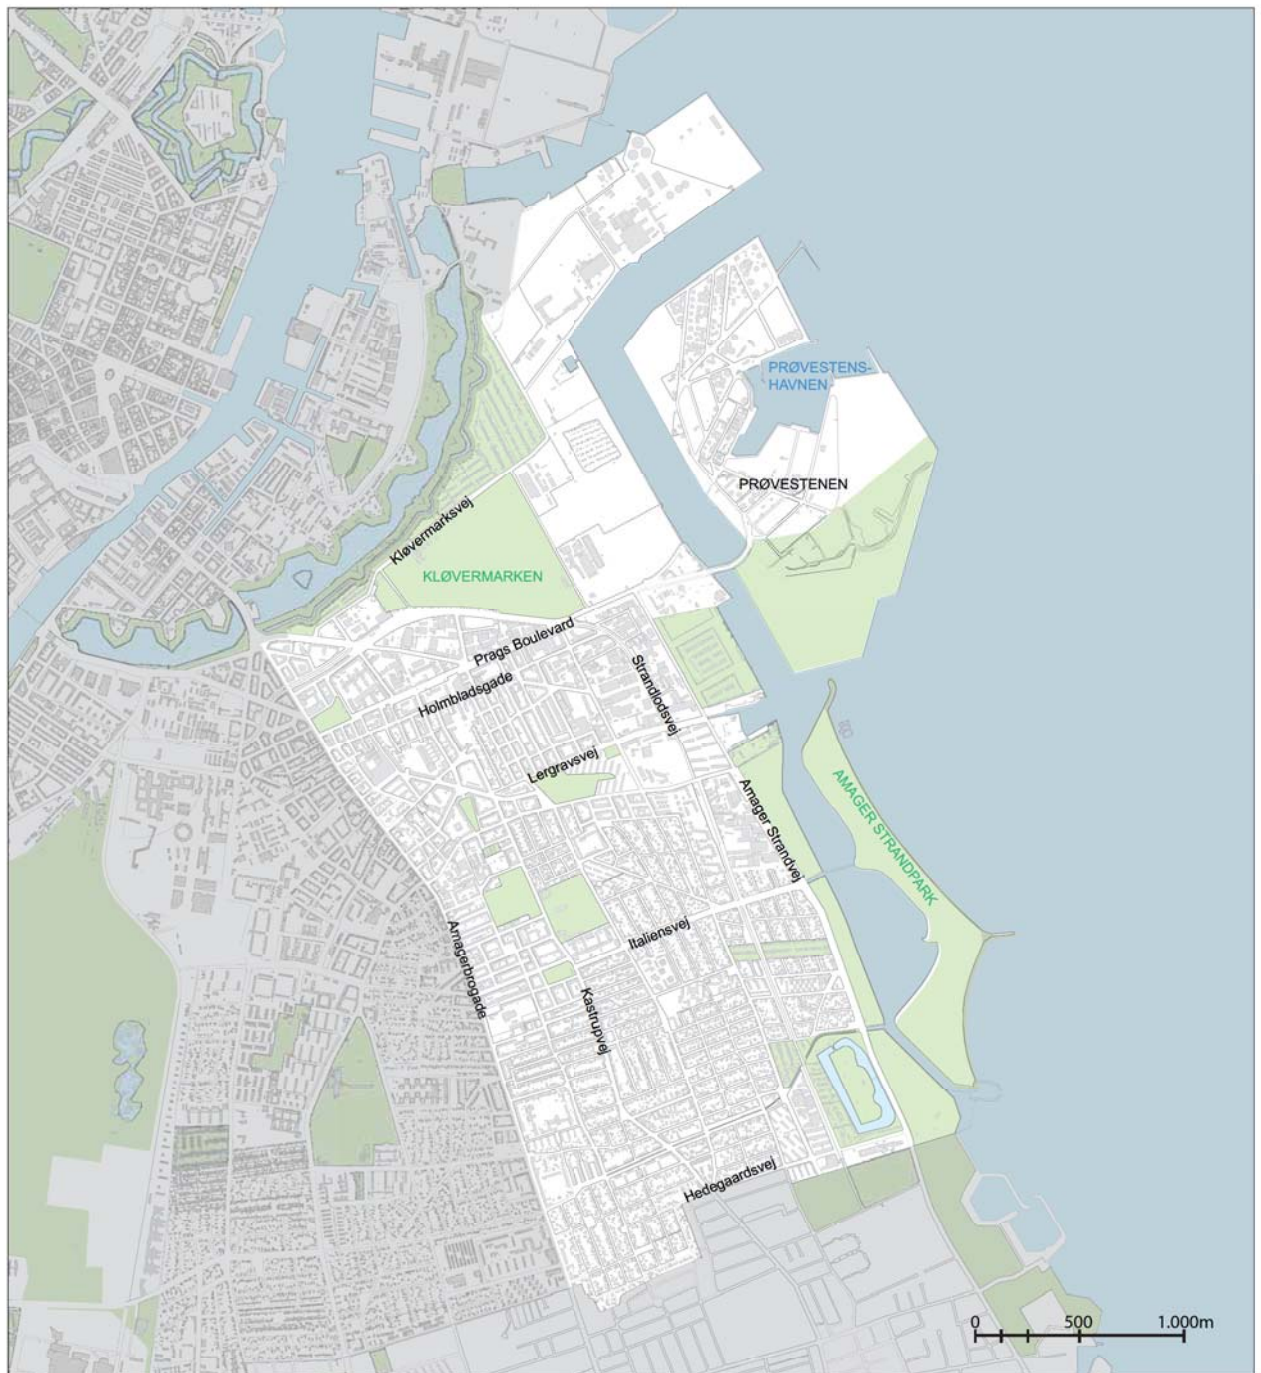 PRØVESTENS-
HAVNEN
PRØVESTENEN
Kløvermarksvej
KLØVERMARKEN
Prags Boulevard
Holmbladsgade
Strandlodsvej
Lergravsvej
Amager Strandvej
AMAGER STRANDPARK
Amagerbrogade
Italiensvej
Kastrupvej
Hedegaardsvej
0 500 1.000m